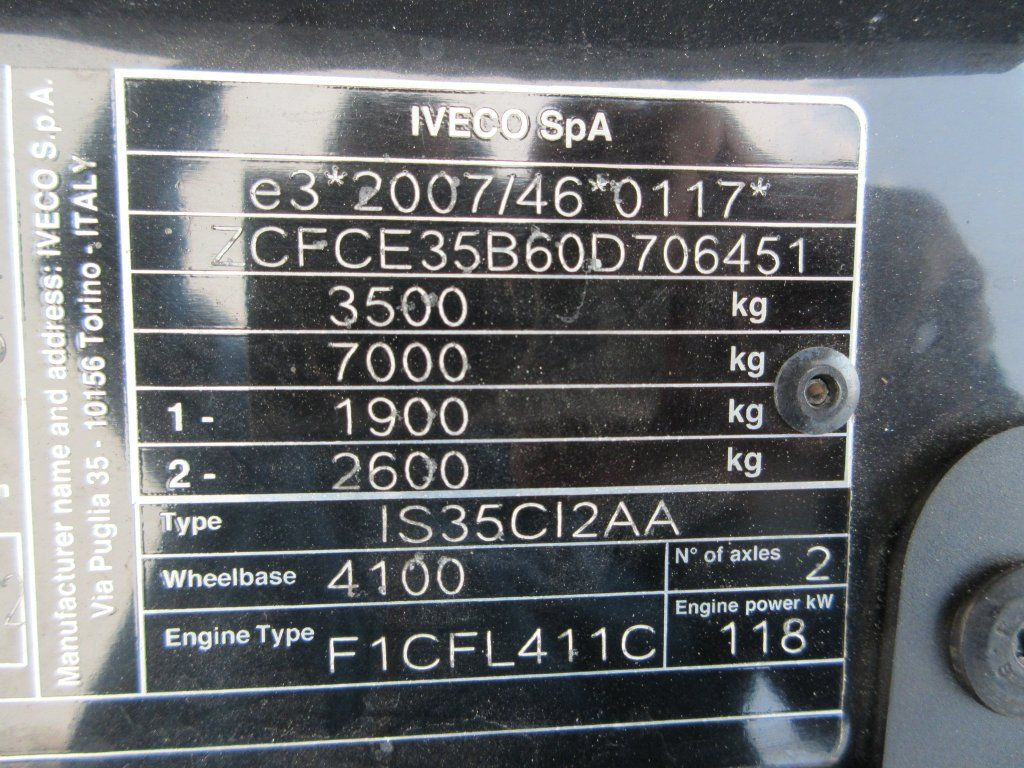 Manufacturer name and address: IVECO S.p.A.
Via Puglia 35 - 10156 Torino - ITALY
IVECO SpA
e3*2007/46*0117*
ZCFCE35B60D706451
3500 kg
7000 kg
1 - 1900 kg
2 - 2600 kg
Type IS35CI2AA
Wheelbase 4100 N° of axles 2
Engine Type F1CFL411C Engine power kW 118